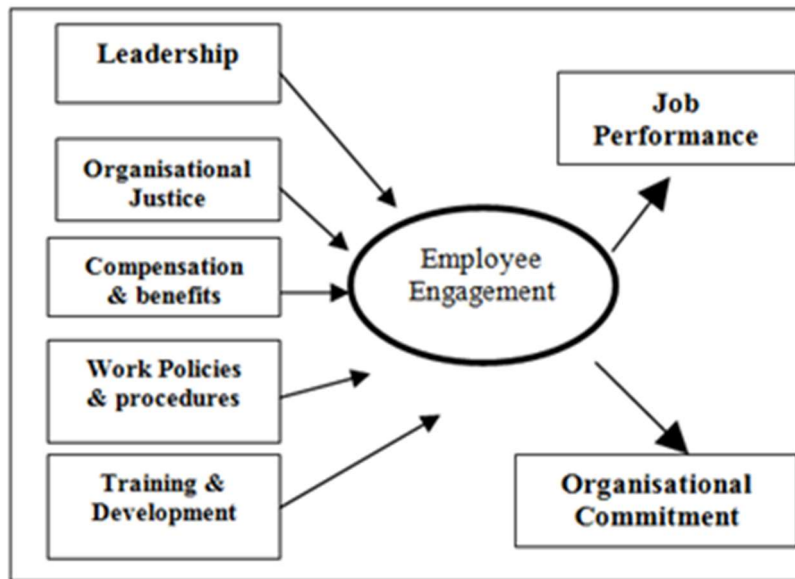 Leadership
Organisational
Justice
Compensation
& benefits
Work Policies
& procedures
Training &
Development
Employee
Engagement
Job
Performance
Organisational
Commitment